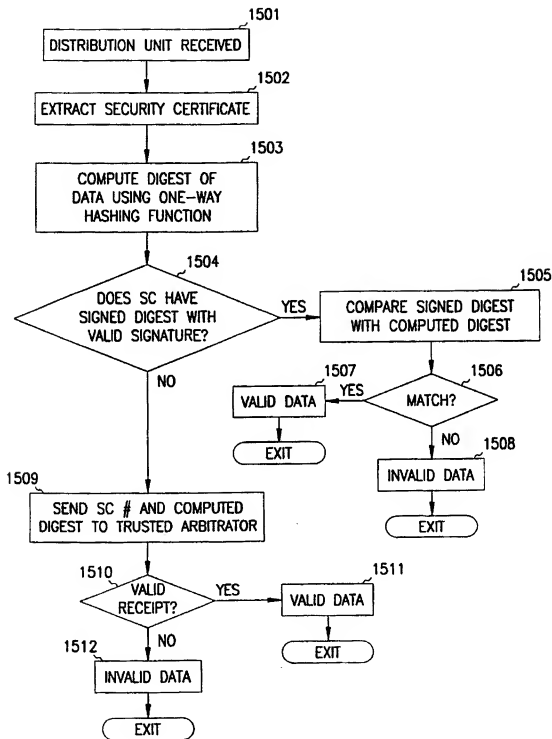 1501
DISTRIBUTION UNIT RECEIVED
1502
EXTRACT SECURITY CERTIFICATE
1503
COMPUTE DIGEST OF
DATA USING ONE-WAY
HASHING FUNCTION
1504
DOES SC HAVE
SIGNED DIGEST WITH
VALID SIGNATURE?
YES
NO
1505
COMPARE SIGNED DIGEST
WITH COMPUTED DIGEST
1506
MATCH?
YES
NO
1507
VALID DATA
EXIT
1508
INVALID DATA
EXIT
1509
SEND SC # AND COMPUTED
DIGEST TO TRUSTED ARBITRATOR
1510
VALID
RECEIPT?
YES
NO
1511
VALID DATA
EXIT
1512
INVALID DATA
EXIT